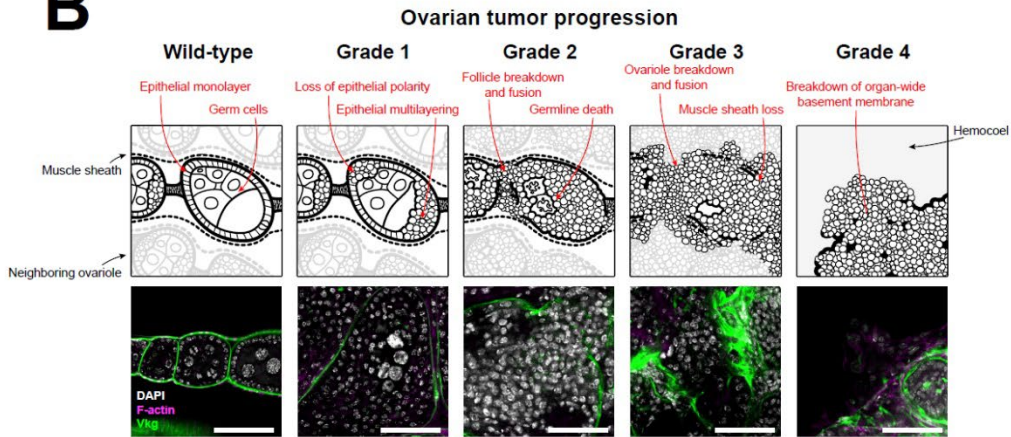 B
Ovarian tumor progression
Wild-type
Grade 1
Grade 2
Grade 3
Grade 4
Epithelial monolayer
Germ cells
Loss of epithelial polarity
Epithelial multilayering
Follicle breakdown
and fusion
Germline death
Ovariole breakdown
and fusion
Muscle sheath loss
Breakdown of organ-wide
basement membrane
Hemocoel
Muscle sheath
Neighboring ovariole
DAPI
F-actin
Vkg